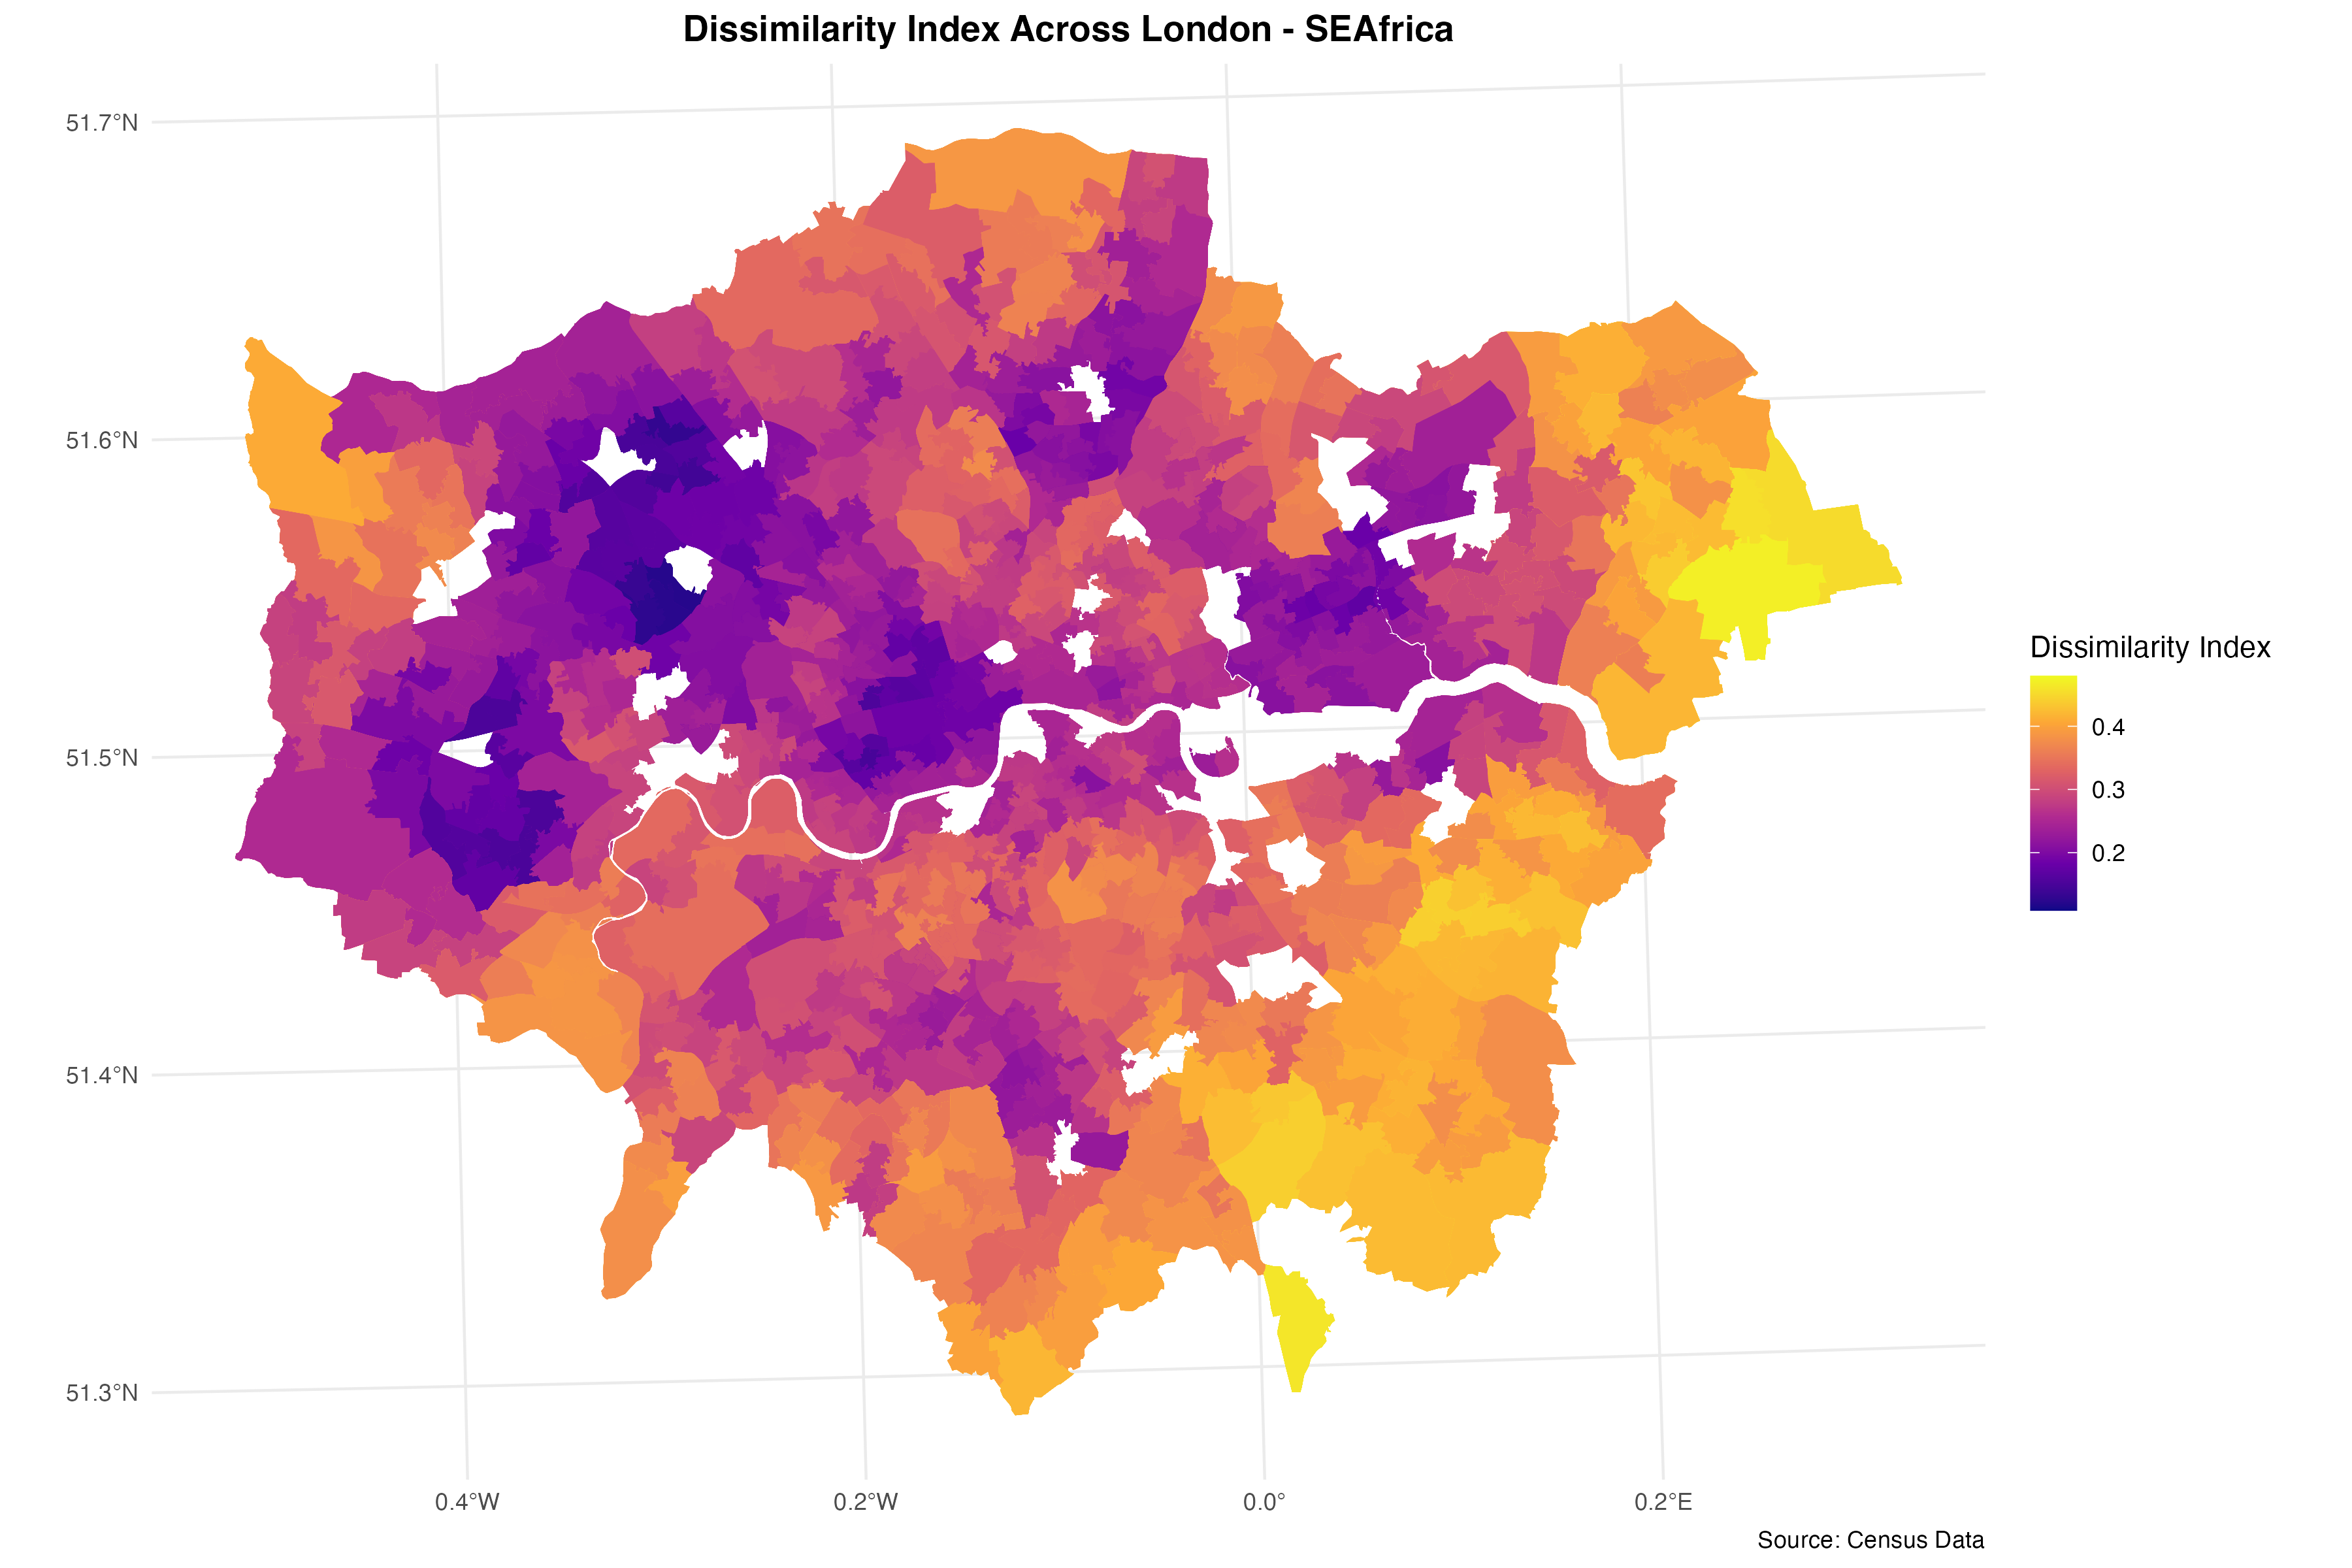 Dissimilarity Index Across London - SEAfrica
51.7°N
51.6°N
51.5°N
51.4°N
51.3°N
0.4°W
0.2°W
0.0°
0.2°E
Dissimilarity Index
0.4
0.3
0.2
Source: Census Data